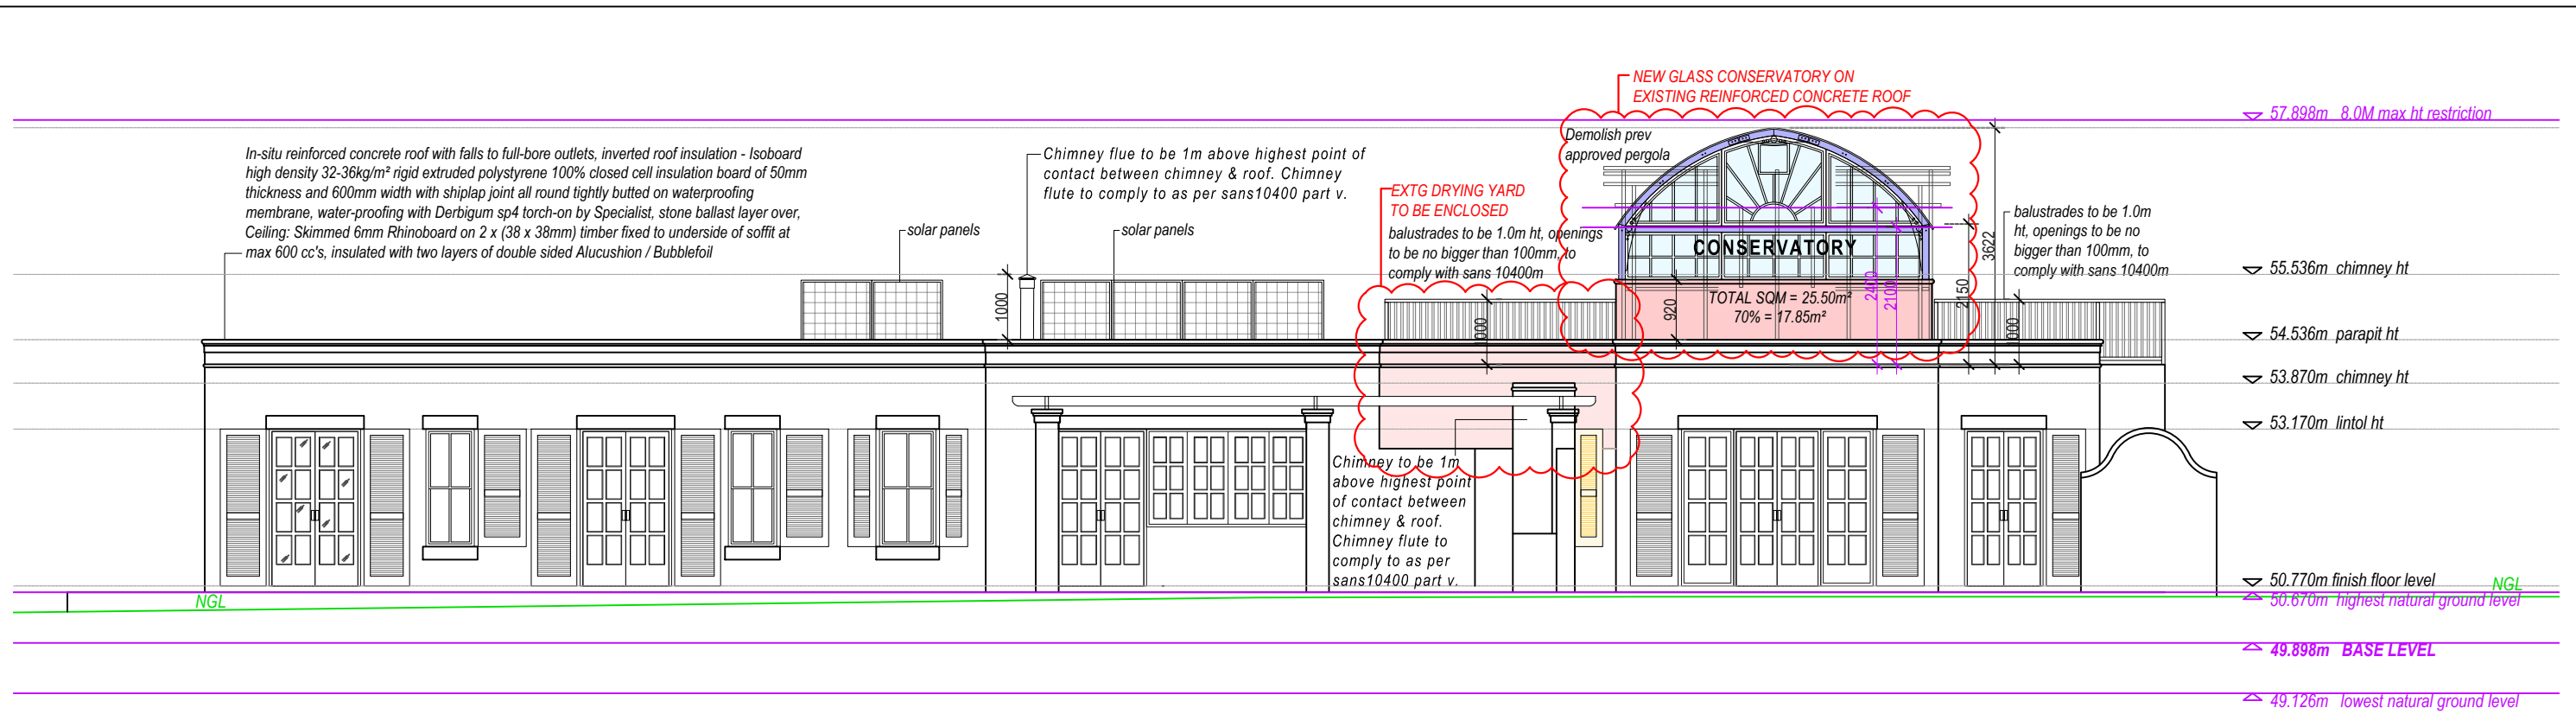 NEW GLASS CONSERVATORY ON
EXISTING REINFORCED CONCRETE ROOF
57.898m 8.0M max ht restriction
Demolish prev
approved pergola
In-situ reinforced concrete roof with falls to full-bore outlets, inverted roof insulation - Isoboard
high density 32-36kg/m² rigid extruded polystyrene 100% closed cell insulation board of 50mm
thickness and 600mm width with shiplap joint all round tightly butted on waterproofing
membrane, water-proofing with Derbigum sp4 torch-on by Specialist, stone ballast layer over,
Ceiling: Skimmed 6mm Rhinoboard on 2 x (38 x 38mm) timber fixed to underside of soffit at
max 600 cc's, insulated with two layers of double sided Alucushion / Bubblefoil
Chimney flue to be 1m above highest point of
contact between chimney & roof. Chimney
flute to comply to as per sans10400 part v.
EXTG DRYING YARD
TO BE ENCLOSED
balustrades to be 1.0m ht, openings
to be no bigger than 100mm, to
comply with sans 10400m
solar panels
solar panels
balustrades to be 1.0m
ht, openings to be no
bigger than 100mm, to
comply with sans 10400m
CONSERVATORY
3622
55.536m chimney ht
1000
TOTAL SQM = 25.50m²
70% = 17.85m²
920
2400
2100
2150
1000
1000
54.536m parapit ht
53.870m chimney ht
53.170m lintol ht
Chimney to be 1m
above highest point
of contact between
chimney & roof.
Chimney flute to
comply to as per
sans10400 part v.
50.770m finish floor level
NGL
NGL
50.670m highest natural ground level
49.898m BASE LEVEL
49.126m lowest natural ground level